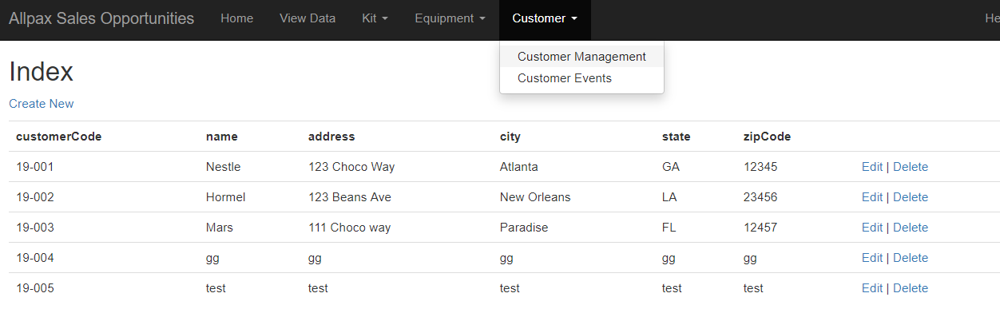 Allpax Sales Opportunities Home View Data Kit Equipment Customer He
Customer Management
Customer Events
Index
Create New
customerCode name address city state zipCode
19-001 Nestle 123 Choco Way Atlanta GA 12345 Edit | Delete
19-002 Hormel 123 Beans Ave New Orleans LA 23456 Edit | Delete
19-003 Mars 111 Choco way Paradise FL 12457 Edit | Delete
19-004 gg gg gg gg gg Edit | Delete
19-005 test test test test test Edit | Delete